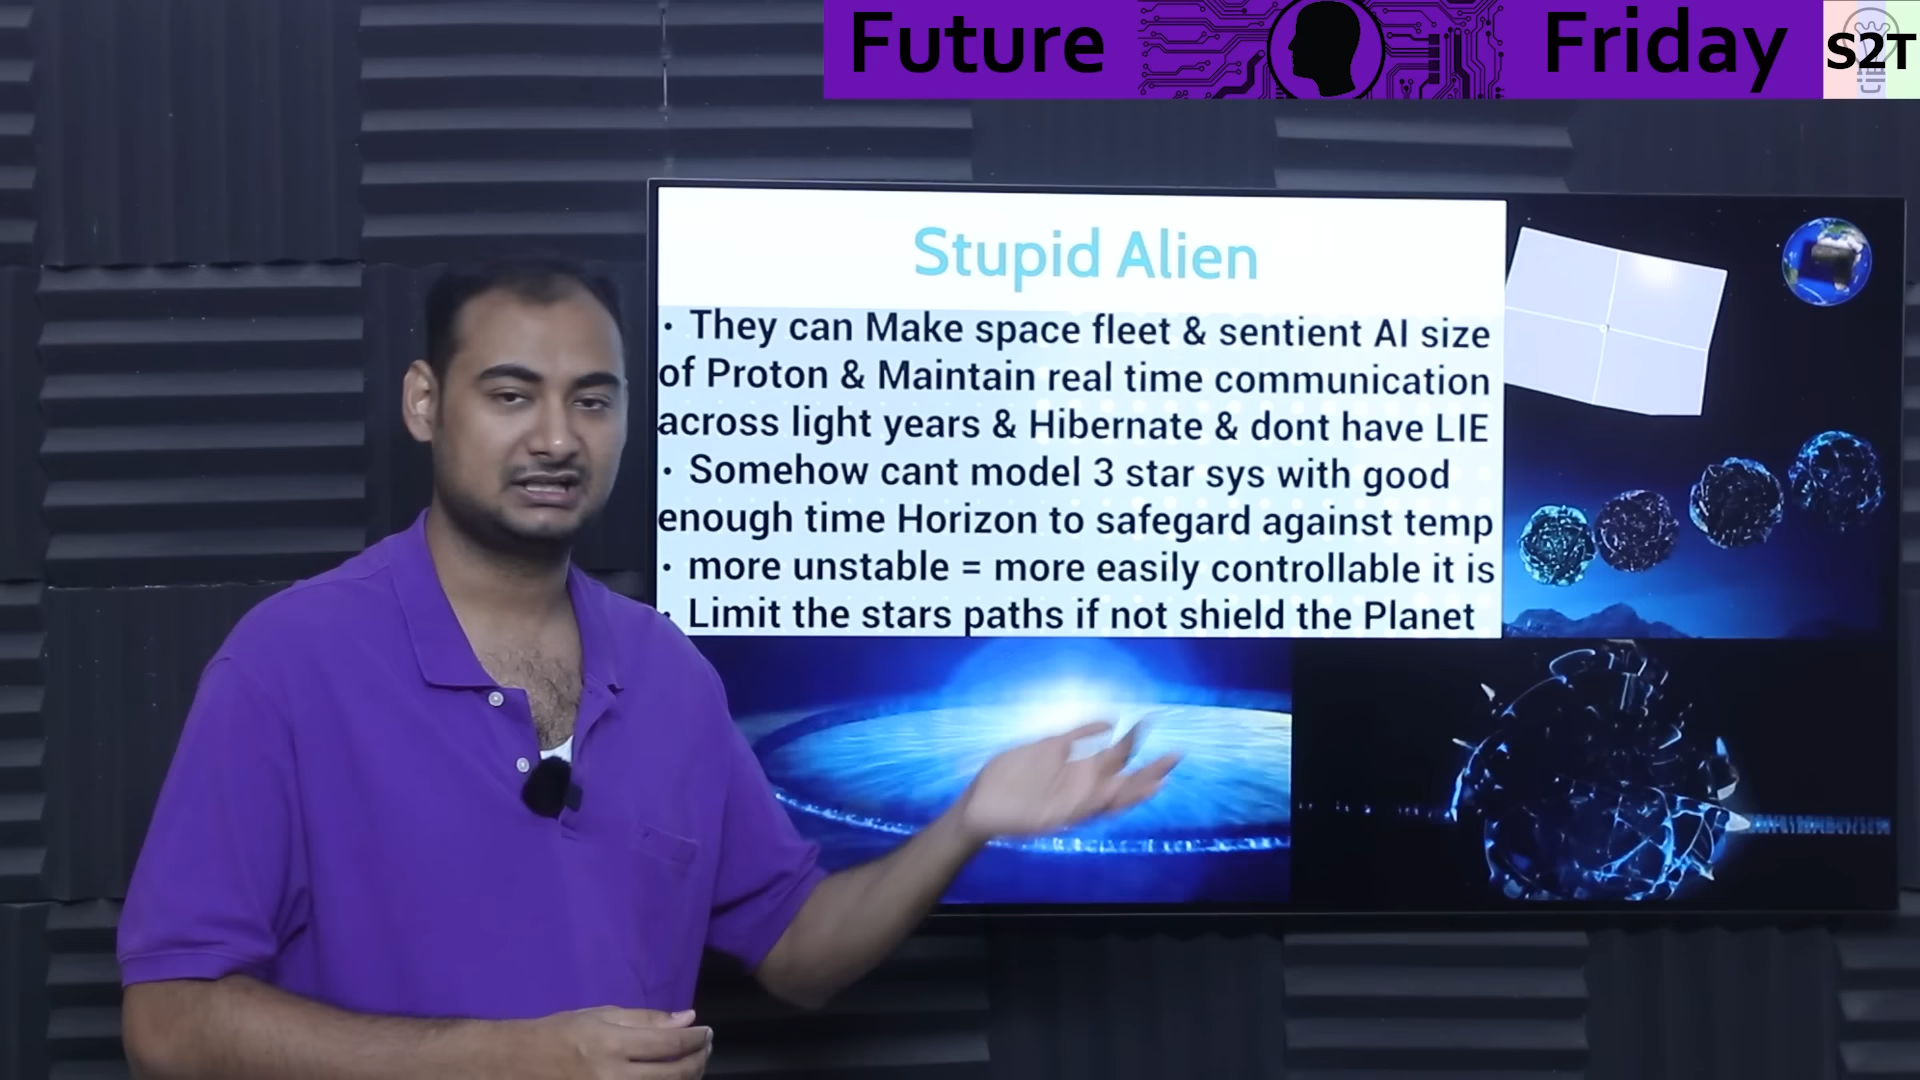 Future Friday S2T
Stupid Alien
· They can Make space fleet & sentient AI size
of Proton & Maintain real time communication
across light years & Hibernate & dont have LIE
· Somehow cant model 3 star sys with good
enough time Horizon to safegard against temp
· more unstable = more easily controllable it is
· Limit the stars paths if not shield the Planet